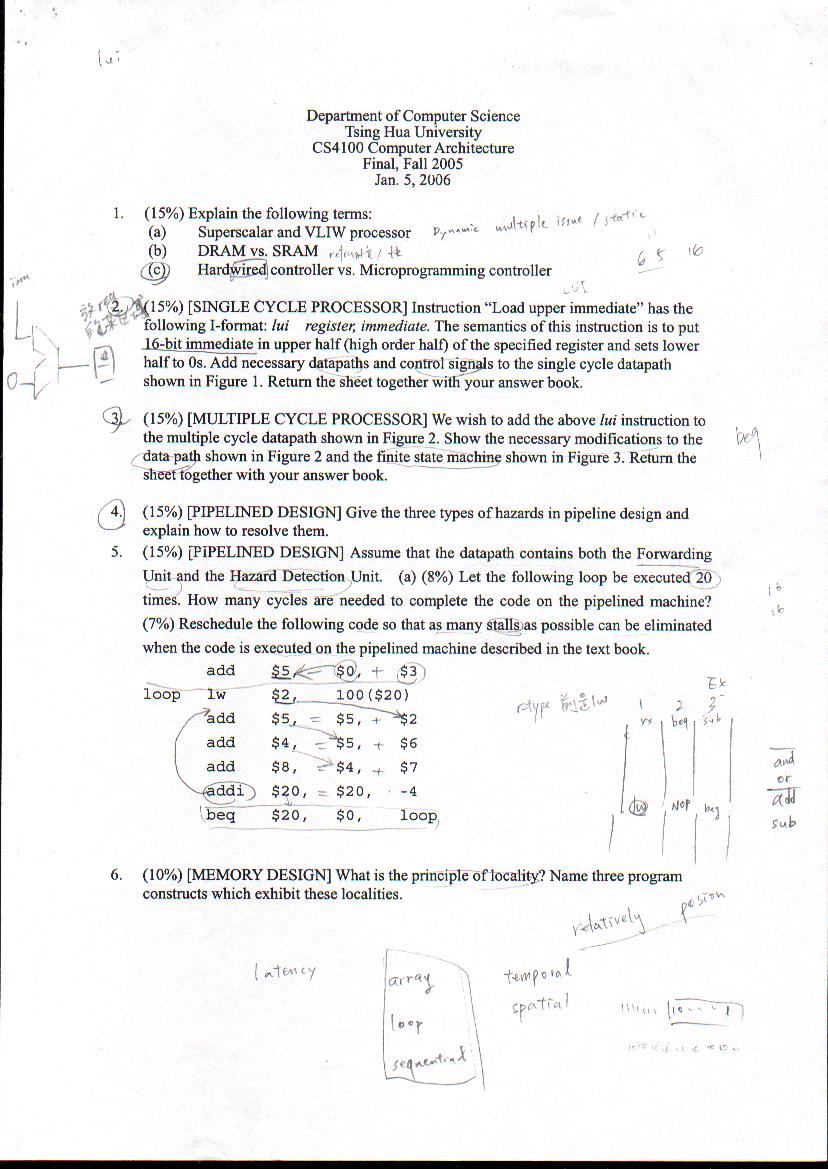 lui
Department of Computer Science
Tsing Hua University
CS4100 Computer Architecture
Final, Fall 2005
Jan. 5, 2006
1. (15%) Explain the following terms:
(a) Superscalar and VLIW processor Dynamic multiple issue / static
(b) DRAM vs. SRAM
(c) Hardwired controller vs. Microprogramming controller
6 5 16
LUI
imm
2. (15%) [SINGLE CYCLE PROCESSOR] Instruction “Load upper immediate” has the
following I-format: lui register, immediate. The semantics of this instruction is to put
16-bit immediate in upper half (high order half) of the specified register and sets lower
half to 0s. Add necessary datapaths and control signals to the single cycle datapath
shown in Figure 1. Return the sheet together with your answer book.
0
3. (15%) [MULTIPLE CYCLE PROCESSOR] We wish to add the above lui instruction to
the multiple cycle datapath shown in Figure 2. Show the necessary modifications to the
data path shown in Figure 2 and the finite state machine shown in Figure 3. Return the
sheet together with your answer book.
beq
4. (15%) [PIPELINED DESIGN] Give the three types of hazards in pipeline design and
explain how to resolve them.
5. (15%) [PIPELINED DESIGN] Assume that the datapath contains both the Forwarding
Unit and the Hazard Detection Unit. (a) (8%) Let the following loop be executed 20
times. How many cycles are needed to complete the code on the pipelined machine?
(7%) Reschedule the following code so that as many stalls as possible can be eliminated
when the code is executed on the pipelined machine described in the text book.
16
16
add $5, $0, + $3
loop lw $2, 100($20)
add $5, = $5, + $2
add $4, = $5, + $6
add $8, = $4, + $7
addi $20, = $20, -4
beq $20, $0, loop
r-type 前是lw
EX
1 2 3
beq sub
lw NOP beq
and
or
add
sub
6. (10%) [MEMORY DESIGN] What is the principle of locality? Name three program
constructs which exhibit these localities.
relatively posion
latency
array
loop
sequential
temporal
spatial